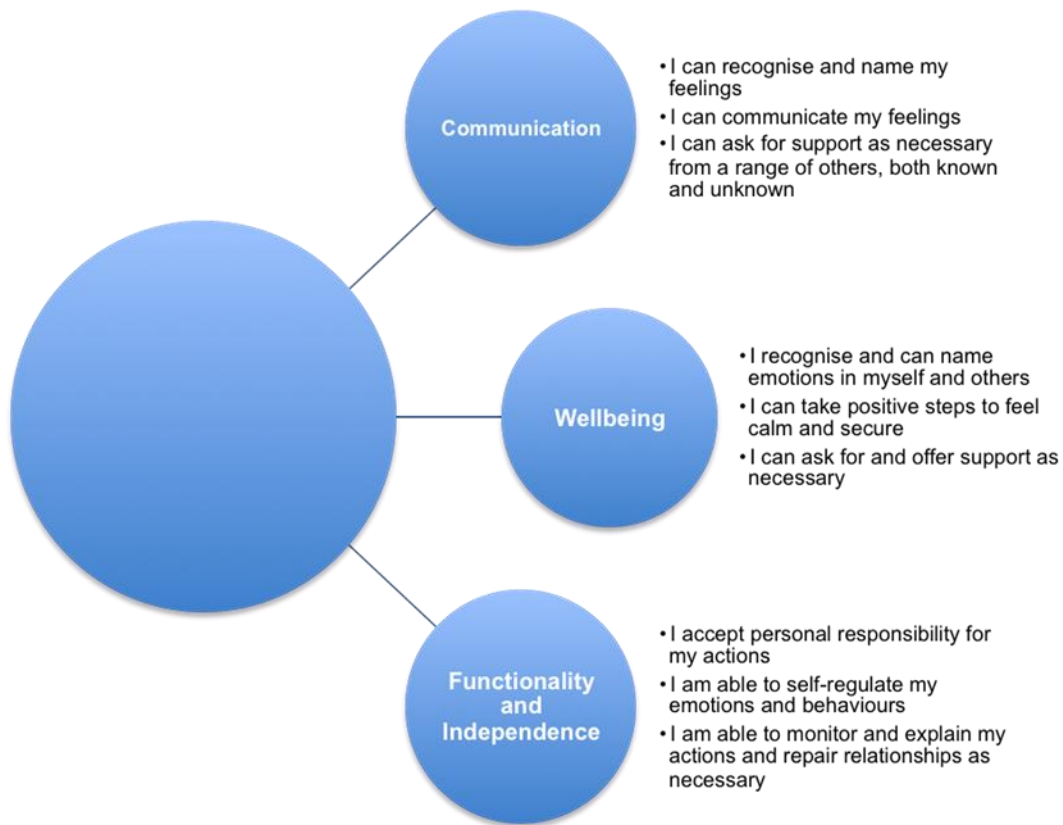 Communication
• I can recognise and name my
feelings
• I can communicate my feelings
• I can ask for support as necessary
from a range of others, both known
and unknown
Wellbeing
• I recognise and can name
emotions in myself and others
• I can take positive steps to feel
calm and secure
• I can ask for and offer support as
necessary
Functionality
and
Independence
• I accept personal responsibility for
my actions
• I am able to self-regulate my
emotions and behaviours
• I am able to monitor and explain my
actions and repair relationships as
necessary